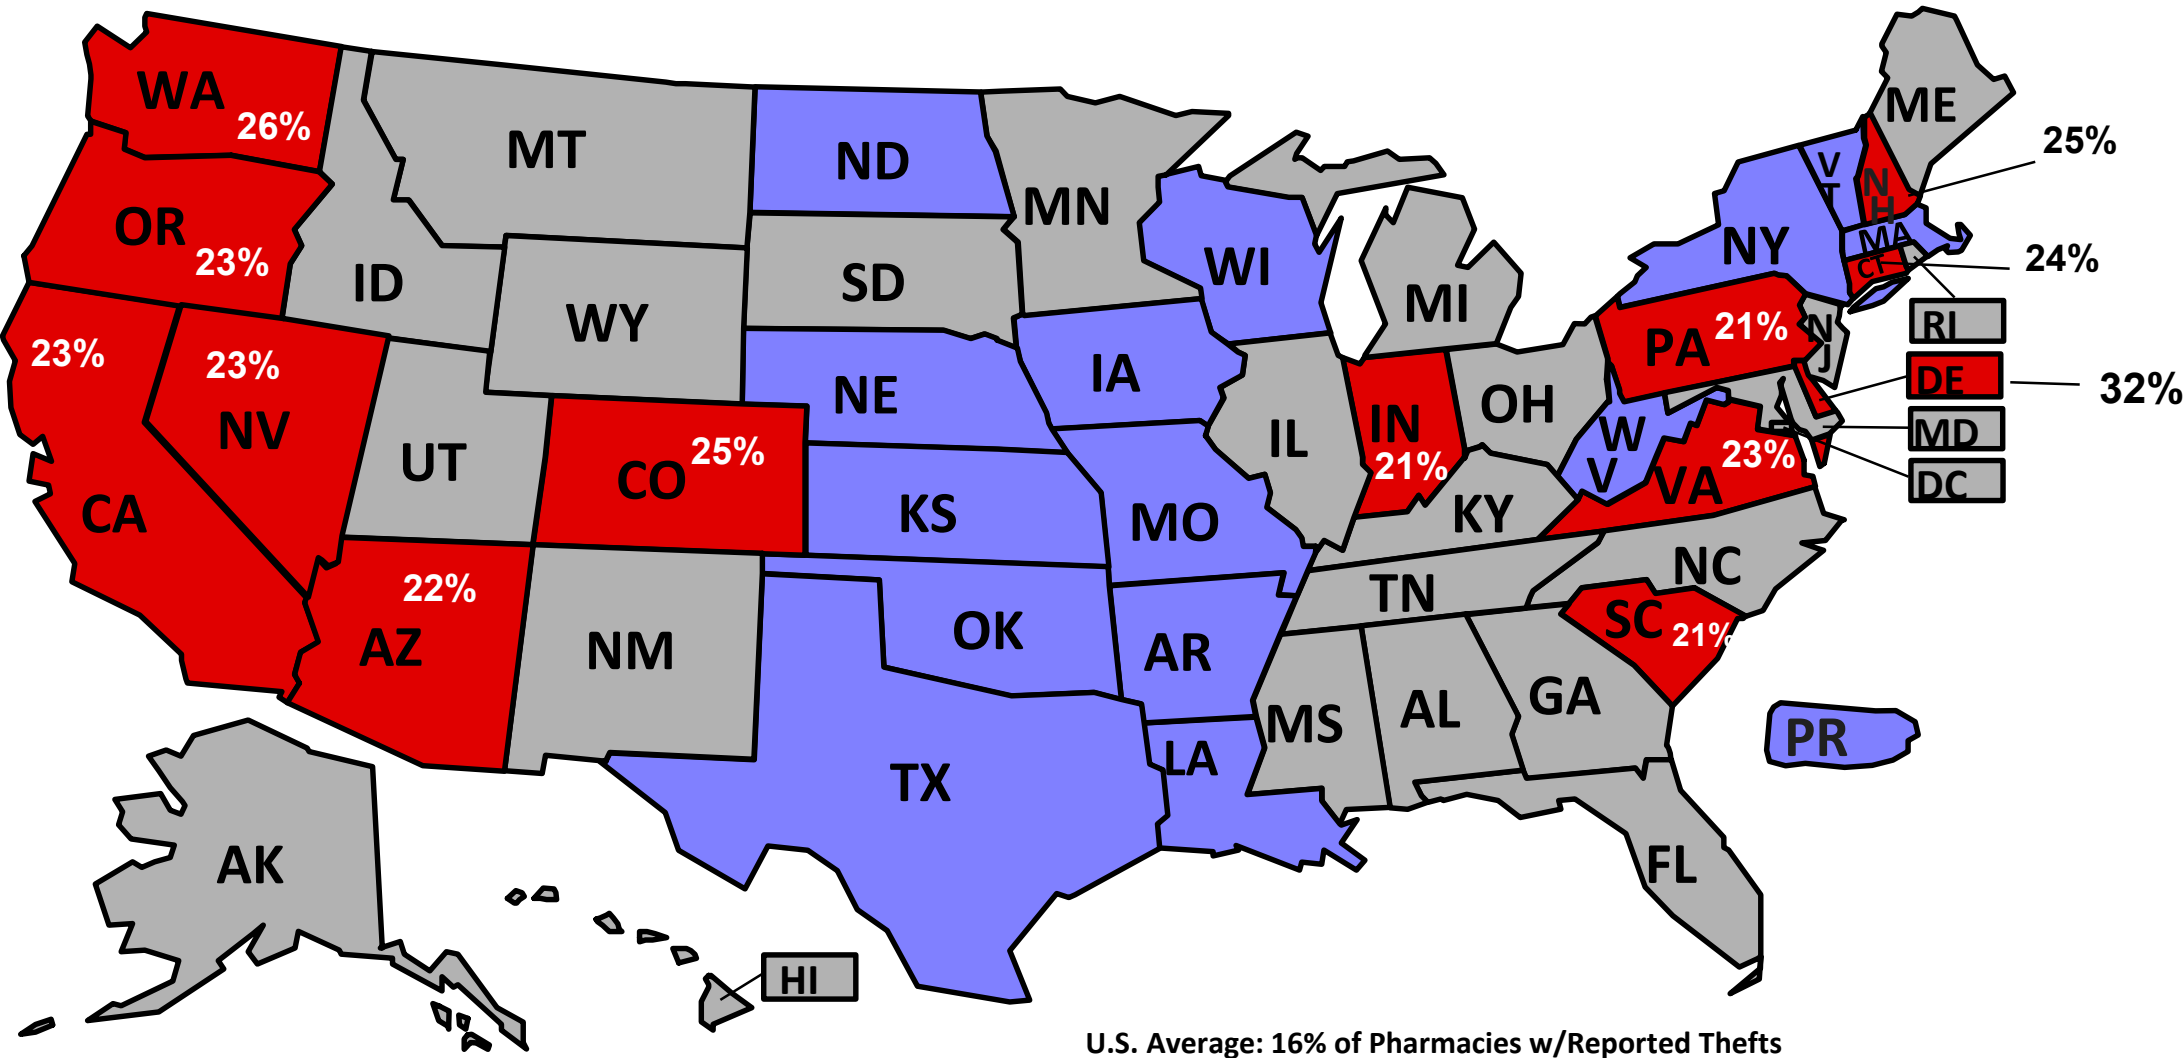 WA
26%
OR
23%
23%
CA
23%
NV
ID
MT
WY
UT
CO
25%
22%
AZ
NM
ND
SD
NE
KS
OK
TX
MN
IA
MO
AR
LA
WI
IL
MI
IN
21%
OH
KY
TN
MS
AL
GA
FL
SC
21%
NC
VA
23%
W
V
PA
21%
NY
V
T
N
H
MA
CT
N
J
ME
25%
24%
RI
DE
32%
MD
DC
PR
AK
HI
U.S. Average: 16% of Pharmacies w/Reported Thefts